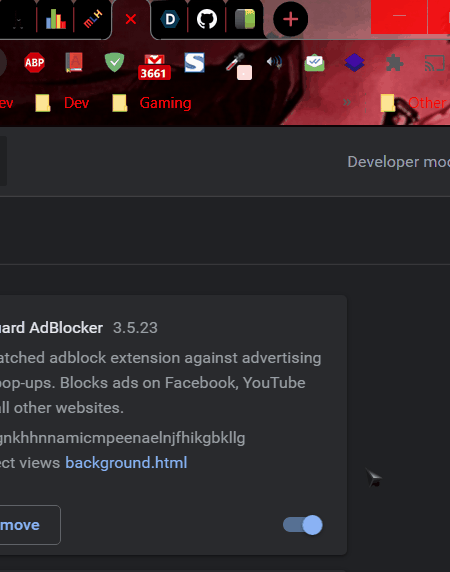 MLH
D
ABP
3661
S
ev Dev Gaming » Other
Developer mod
uard AdBlocker 3.5.23
atched adblock extension against advertising
pop-ups. Blocks ads on Facebook, YouTube
all other websites.
gnkhhnnamicmpeenaelnjfhikgbkllg
ect views background.html
move